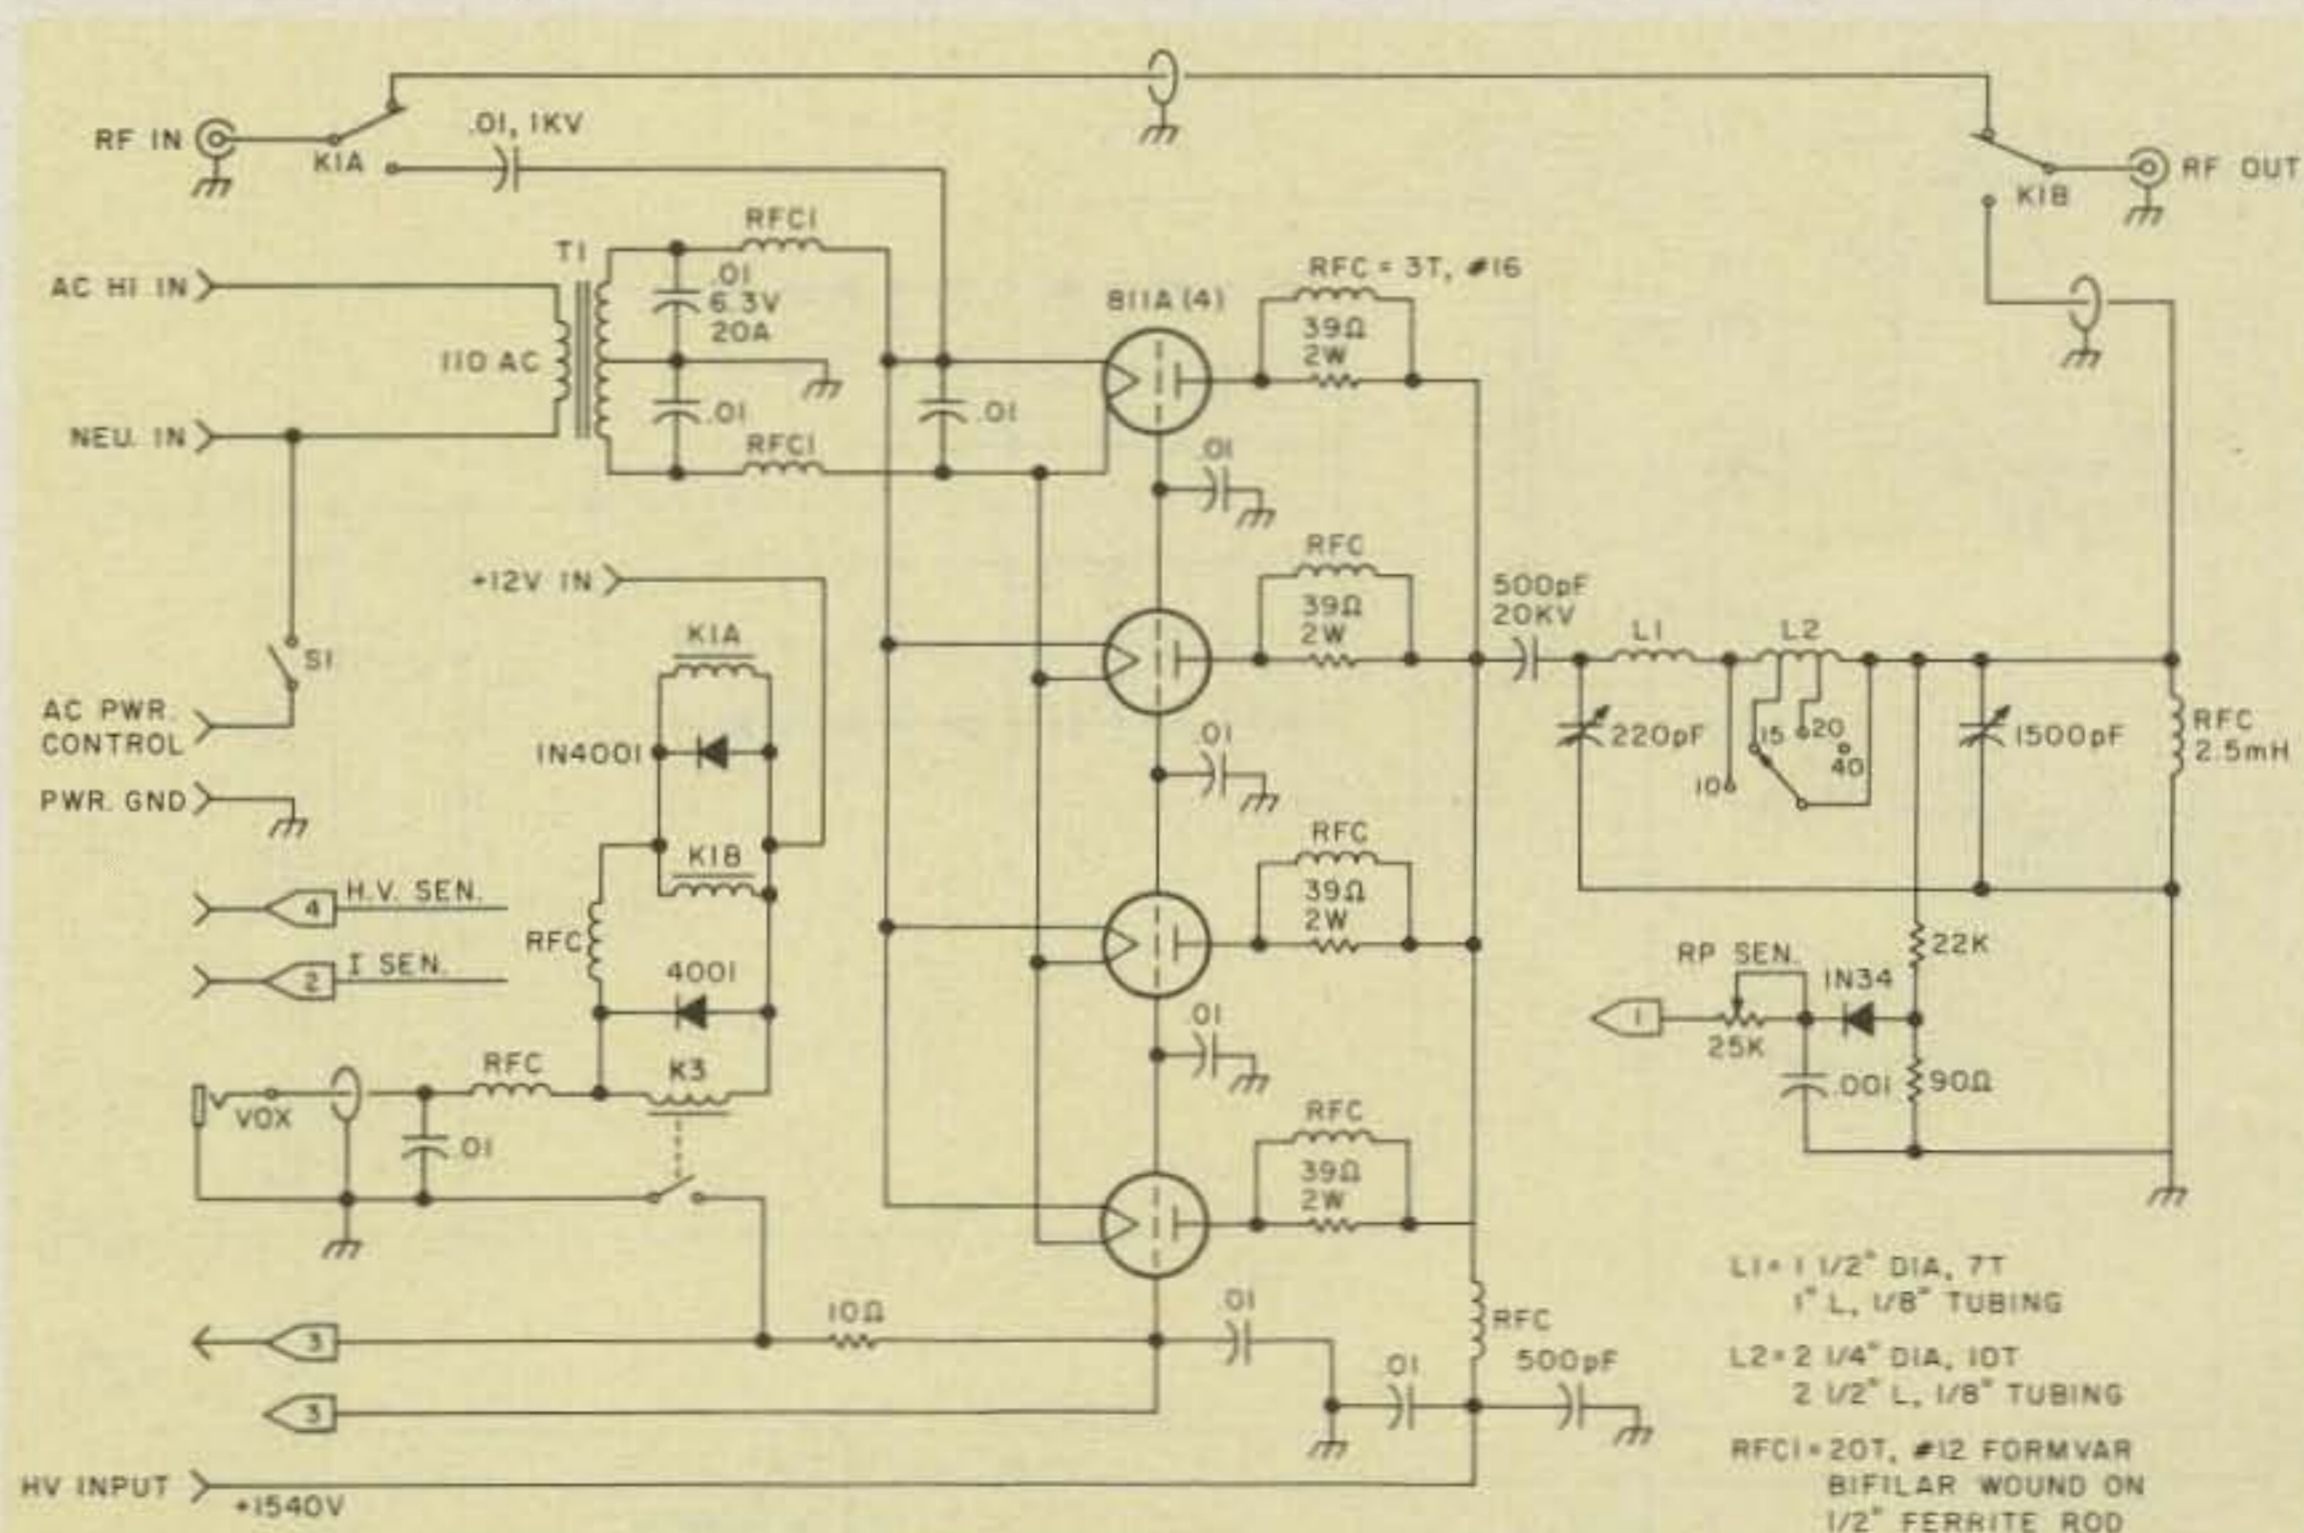 RF IN
K1A
.01, 1KV
K1B
RF OUT
AC HI IN
T1
RFC1
.01
6.3V
20A
110 AC
.01
RFC1
.01
NEU. IN
811A (4)
RFC = 3T, #16
39Ω
2W
.01
+12V IN
RFC
39Ω
2W
500pF
20KV
L1
L2
K1A
S1
1N4001
AC PWR.
CONTROL
PWR. GND
220pF
15
20
40
10
1500pF
RFC
2.5mH
.01
K1B
4
H.V. SEN.
RFC
2
I SEN.
4001
RFC
39Ω
2W
22K
RP SEN.
1N34
1
25K
.001
90Ω
.01
VOX
RFC
K3
.01
RFC
39Ω
2W
3
10Ω
.01
RFC
3
.01
500pF
HV INPUT
+1540V
L1= 1 1/2" DIA, 7T
1" L, 1/8" TUBING
L2= 2 1/4" DIA, 10T
2 1/2" L, 1/8" TUBING
RFC1= 20T, #12 FORMVAR
BIFILAR WOUND ON
1/2" FERRITE ROD